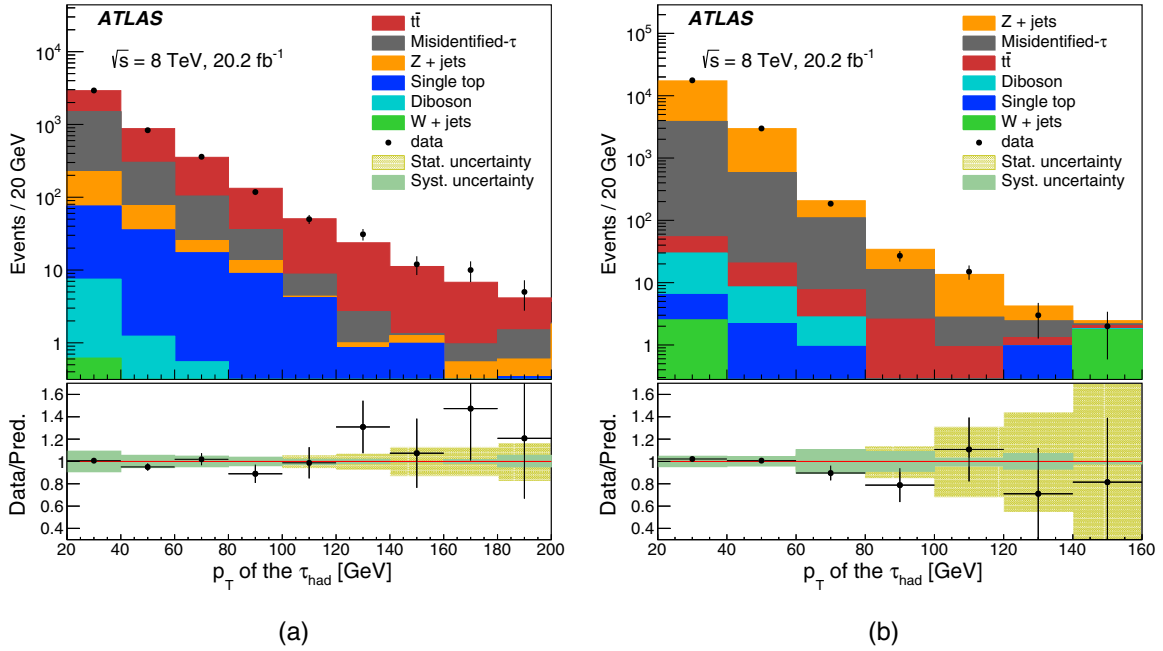 ATLAS
√s = 8 TeV, 20.2 fb⁻¹
tt̄
Misidentified-τ
Z + jets
Single top
Diboson
W + jets
data
Stat. uncertainty
Syst. uncertainty
Events / 20 GeV
10⁴
10³
10²
10
1
Data/Pred.
1.6
1.4
1.2
1
0.8
0.6
0.4
20 40 60 80 100 120 140 160 180 200
p_T of the τ_had [GeV]
(a)
ATLAS
√s = 8 TeV, 20.2 fb⁻¹
Z + jets
Misidentified-τ
tt̄
Diboson
Single top
W + jets
data
Stat. uncertainty
Syst. uncertainty
Events / 20 GeV
10⁵
10⁴
10³
10²
10
1
Data/Pred.
1.6
1.4
1.2
1
0.8
0.6
0.4
20 40 60 80 100 120 140 160
p_T of the τ_had [GeV]
(b)